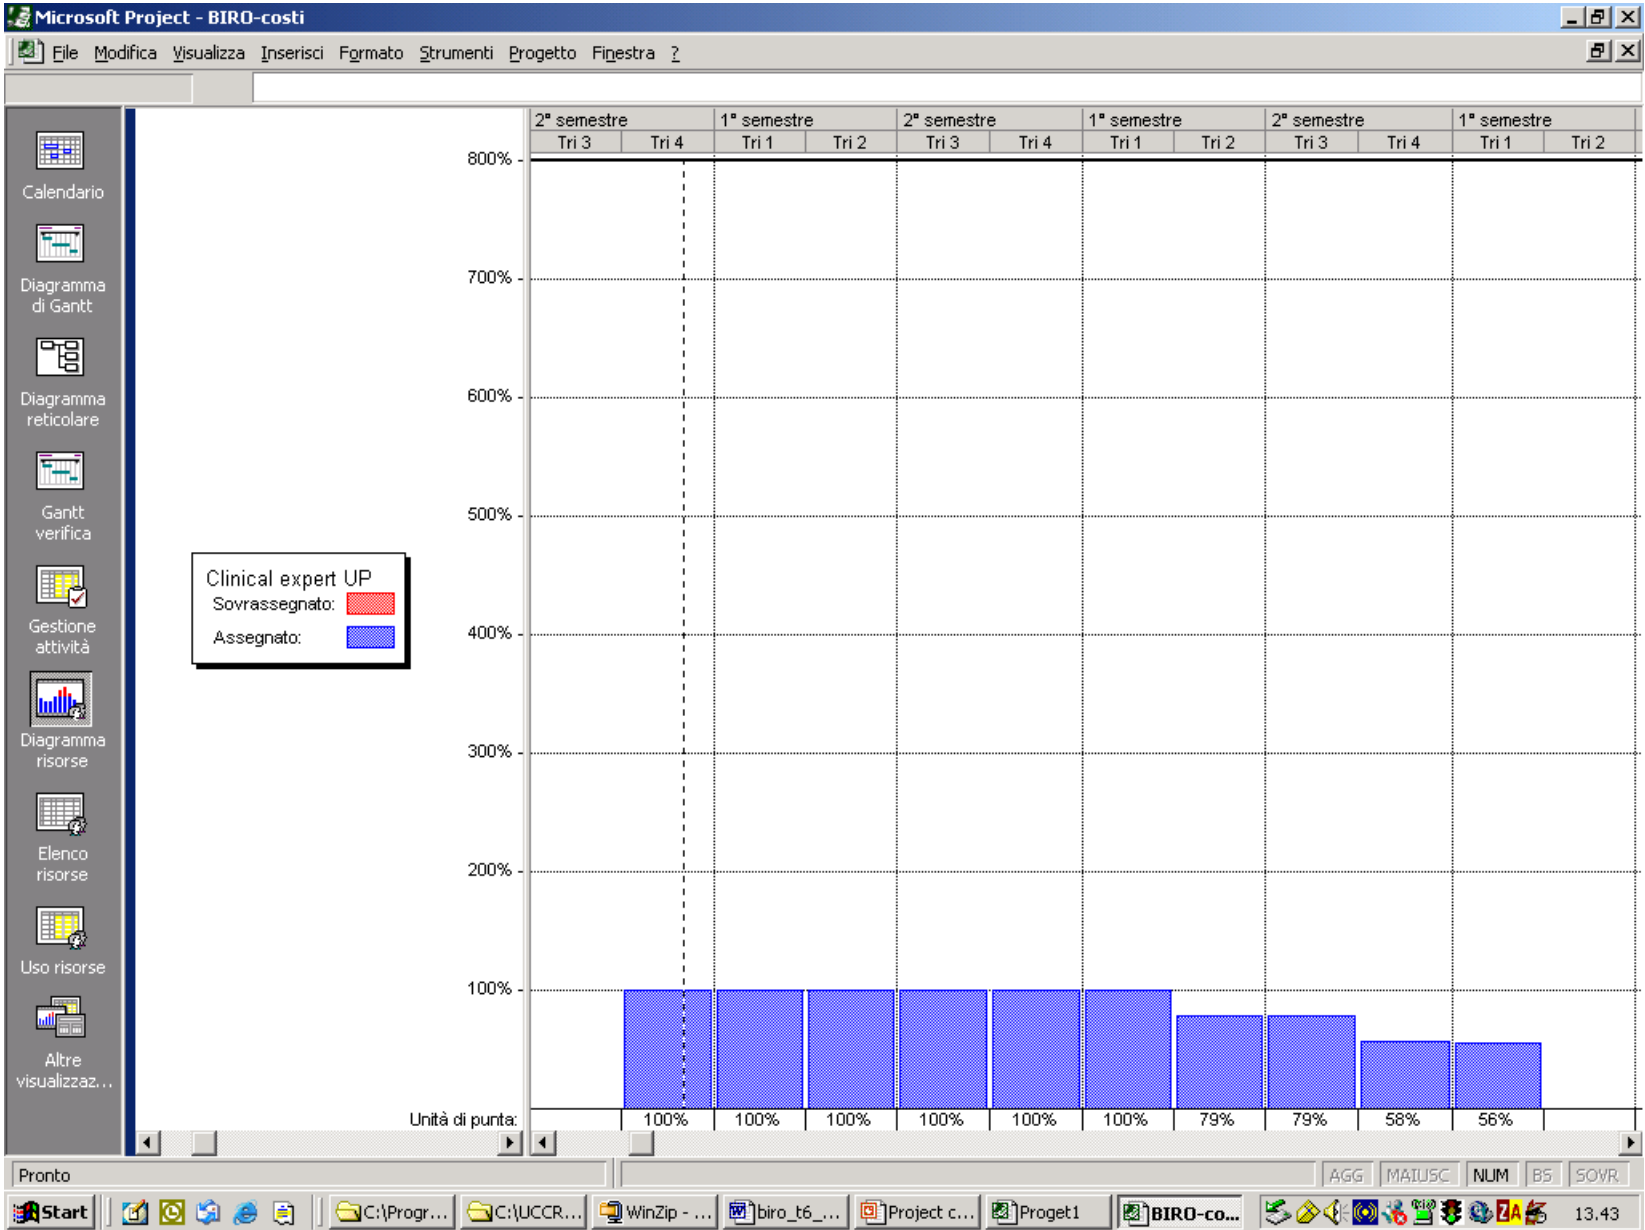 Microsoft Project - BIRO-costi
File Modifica Visualizza Inserisci Formato Strumenti Progetto Finestra ?
2° semestre 1° semestre 2° semestre 1° semestre 2° semestre 1° semestre
Tri 3 Tri 4 Tri 1 Tri 2 Tri 3 Tri 4 Tri 1 Tri 2 Tri 3 Tri 4 Tri 1 Tri 2
Calendario
Diagramma
di Gantt
Diagramma
reticolare
Gantt
verifica
Gestione
attività
Diagramma
risorse
Elenco
risorse
Uso risorse
Altre
visualizzaz...
Clinical expert UP
Sovrassegnato:
Assegnato:
800%
700%
600%
500%
400%
300%
200%
100%
Unità di punta: 100% 100% 100% 100% 100% 100% 79% 79% 58% 56%
Pronto AGG MAIUSC NUM BS SOVR
Start C:\Progr... C:\UCCR... WinZip - ... biro_t6_... Project c... Proget1 BIRO-co... 13.43